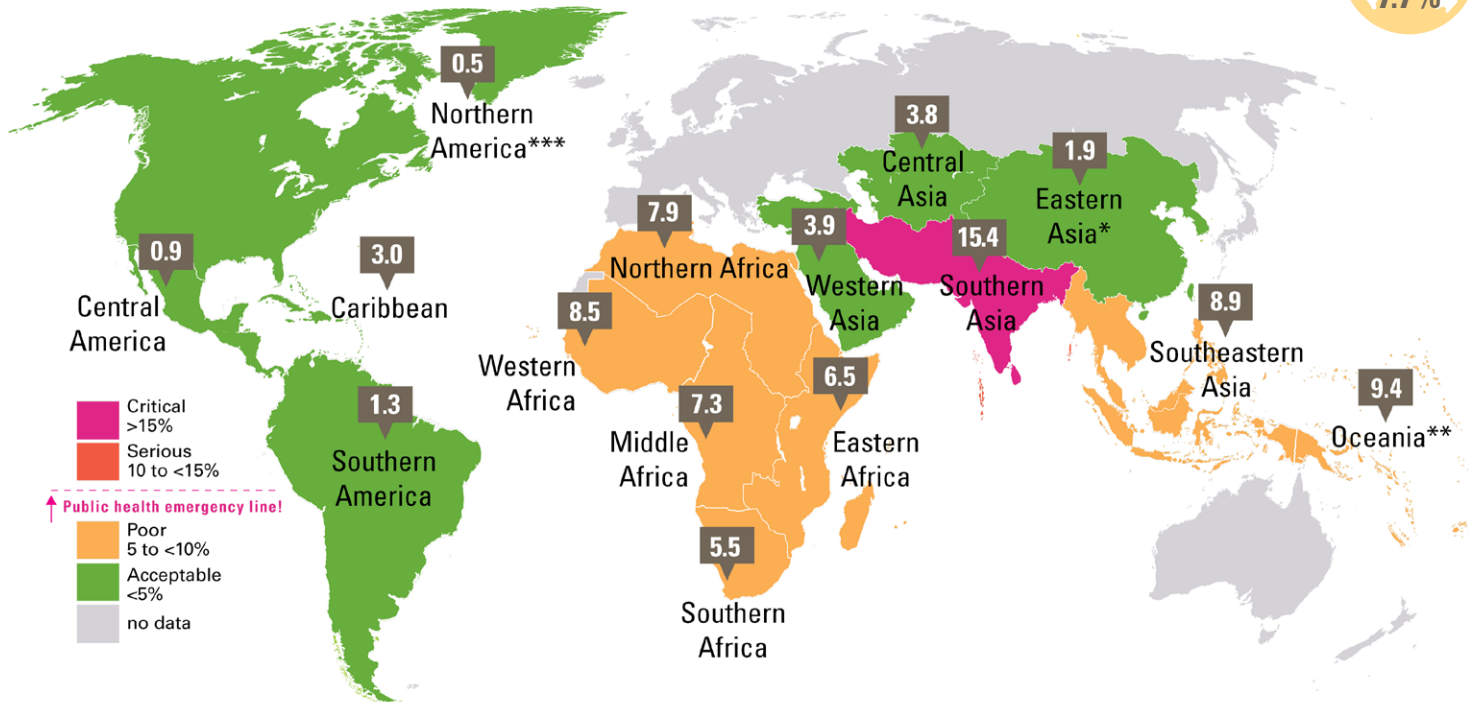 7.7%
0.5
Northern
America***
3.8
Central
Asia
1.9
Eastern
Asia*
7.9
Northern Africa
3.9
Western
Asia
15.4
Southern
Asia
0.9
Central
America
3.0
Caribbean
8.5
Western
Africa
8.9
Southeastern
Asia
6.5
Eastern
Africa
7.3
Middle
Africa
9.4
Oceania**
1.3
Southern
America
5.5
Southern
Africa
Critical
>15%
Serious
10 to <15%
Public health emergency line!
Poor
5 to <10%
Acceptable
<5%
no data